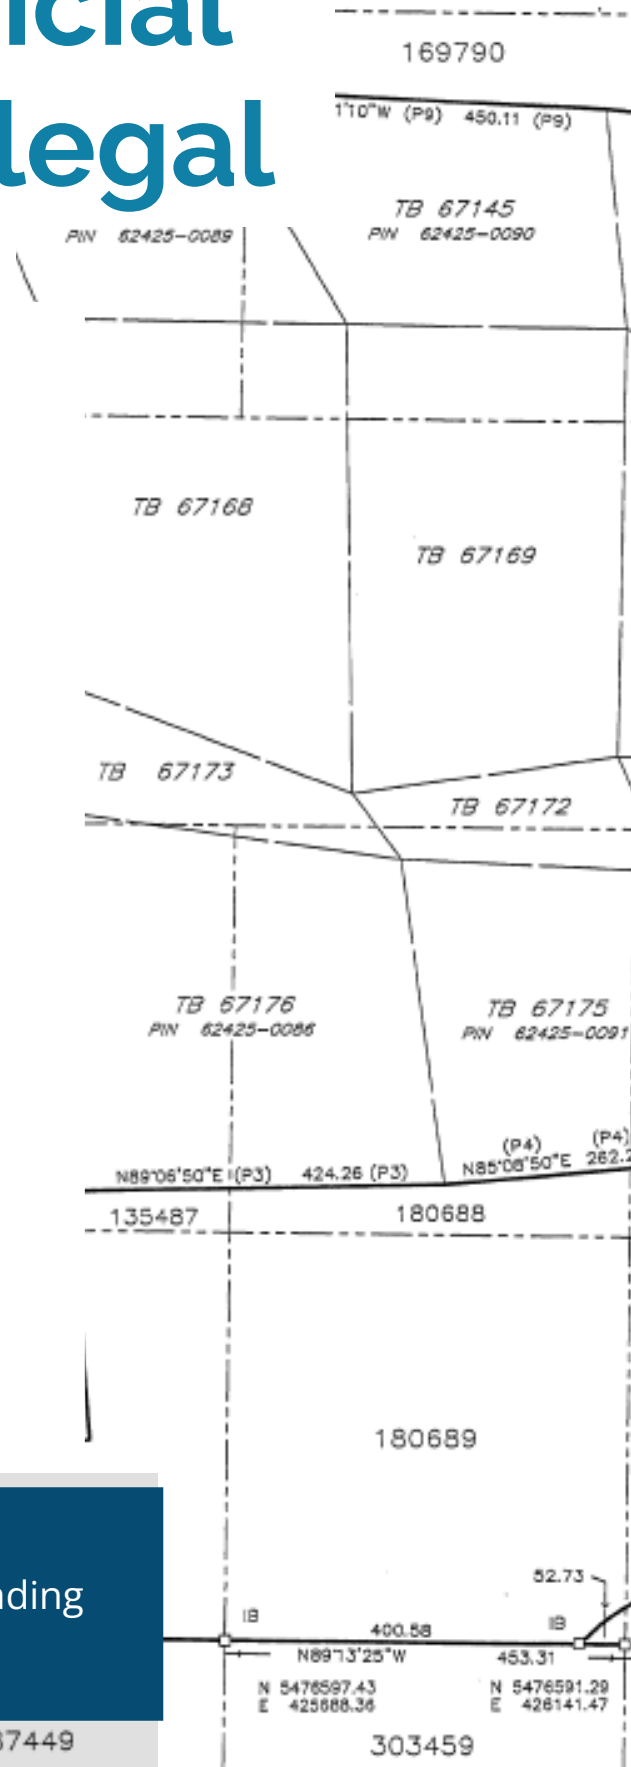 icial
legal
169790
1'10"W (P9) 450.11 (P9)
TB 67145
PIN 62425-0090
PIN 62425-0089
TB 67168
TB 67169
TB 67173
TB 67172
TB 67176
PIN 62425-0086
TB 67175
PIN 62425-0091
(P4) (P4)
N89°06'50"E (P3) 424.26 (P3) N85°08'50"E 262.2
135487 180688
180689
nding
52.73
IB IB
400.58
N89°13'25"W 453.31
N 5476597.43 N 5476591.29
E 425688.36 E 426141.47
37449 303459